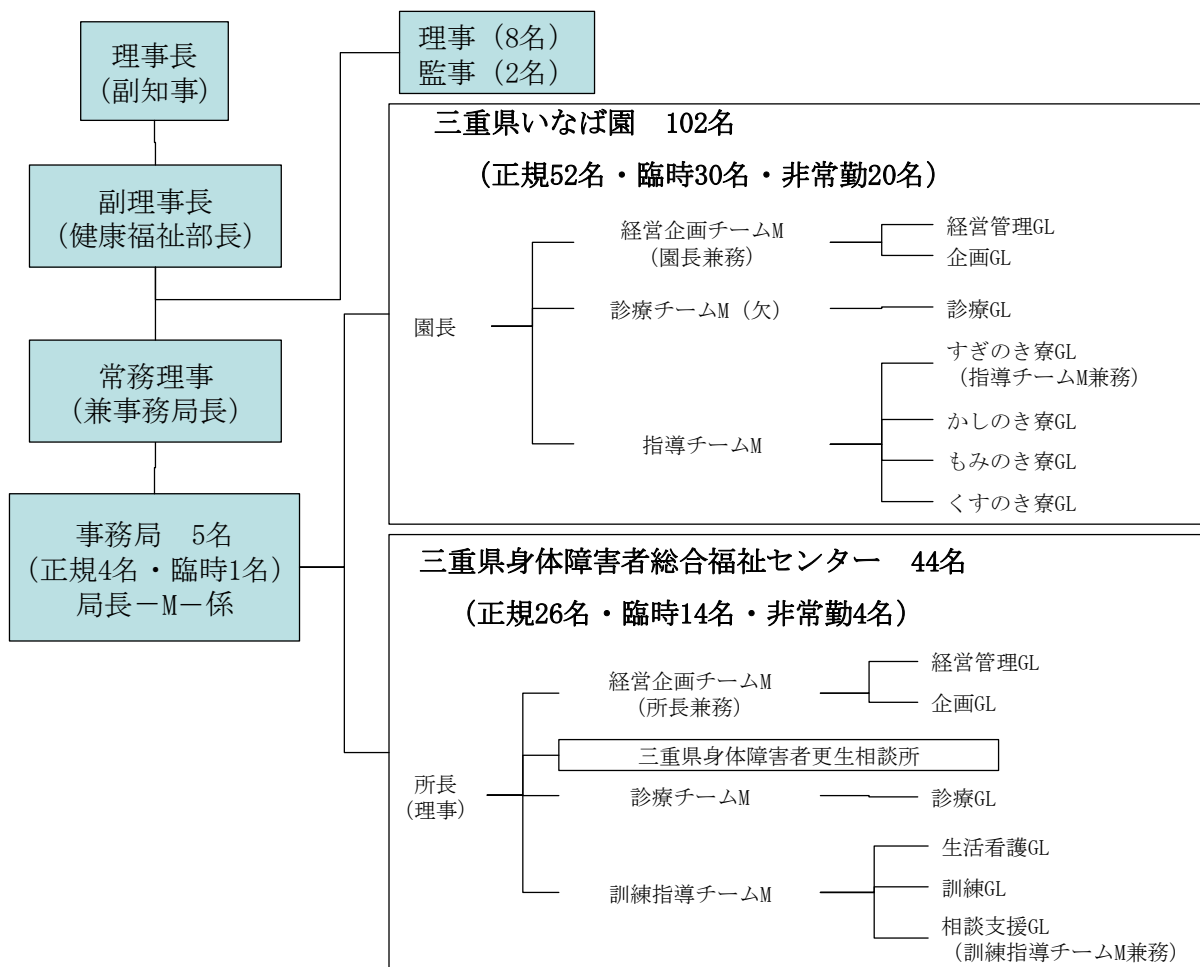 理事長
(副知事)
副理事長
(健康福祉部長)
常務理事
(兼事務局長)
事務局　5名
(正規4名・臨時1名)
局長－M－係
理事（8名）
監事（2名）
三重県いなば園　102名
（正規52名・臨時30名・非常勤20名）
園長
経営企画チームM
(園長兼務)
経営管理GL
企画GL
診療チームM（欠）
診療GL
指導チームM
すぎのき寮GL
(指導チームM兼務)
かしのき寮GL
もみのき寮GL
くすのき寮GL
三重県身体障害者総合福祉センター　44名
（正規26名・臨時14名・非常勤4名）
所長
(理事)
経営企画チームM
(所長兼務)
経営管理GL
企画GL
三重県身体障害者更生相談所
診療チームM
診療GL
訓練指導チームM
生活看護GL
訓練GL
相談支援GL
(訓練指導チームM兼務)